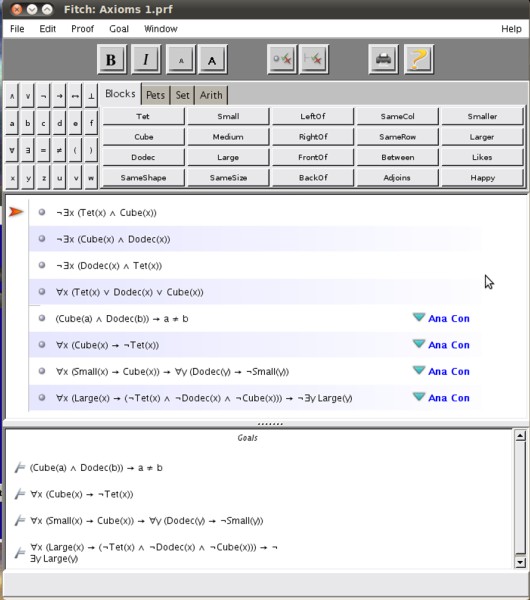 Fitch: Axioms 1.prf
File Edit Proof Goal Window Help
B I A A
∧ ∨ ¬ → ↔ ⊥
Blocks Pets Set Arith
Tet Small LeftOf SameCol Smaller
a b c d e f
Cube Medium RightOf SameRow Larger
∀ ∃ = ≠ ( )
Dodec Large FrontOf Between Likes
x y z u v w
SameShape SameSize BackOf Adjoins Happy
¬∃x (Tet(x) ∧ Cube(x))
¬∃x (Cube(x) ∧ Dodec(x))
¬∃x (Dodec(x) ∧ Tet(x))
∀x (Tet(x) ∨ Dodec(x) ∨ Cube(x))
(Cube(a) ∧ Dodec(b)) → a ≠ b Ana Con
∀x (Cube(x) → ¬Tet(x)) Ana Con
∀x (Small(x) → Cube(x)) → ∀y (Dodec(y) → ¬Small(y)) Ana Con
∀x (Large(x) → (¬Tet(x) ∧ ¬Dodec(x) ∧ ¬Cube(x))) → ¬∃y Large(y) Ana Con
Goals
(Cube(a) ∧ Dodec(b)) → a ≠ b
∀x (Cube(x) → ¬Tet(x))
∀x (Small(x) → Cube(x)) → ∀y (Dodec(y) → ¬Small(y))
∀x (Large(x) → (¬Tet(x) ∧ ¬Dodec(x) ∧ ¬Cube(x))) → ¬
∃y Large(y)